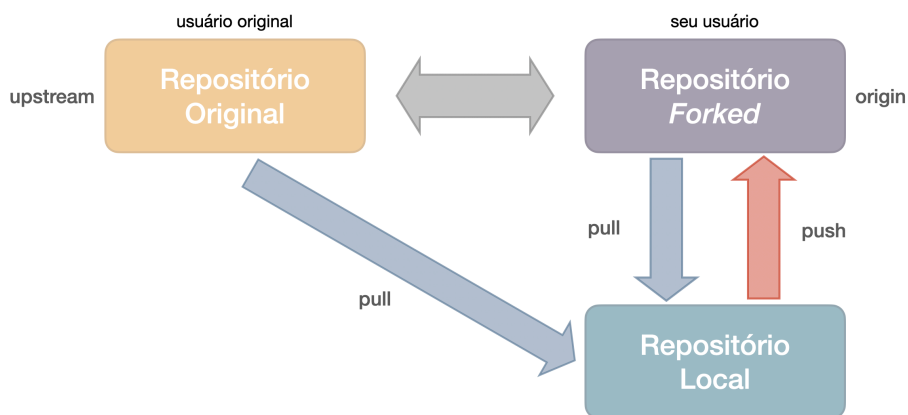 usuário original
seu usuário
upstream
Repositório
Original
Repositório
Forked
origin
pull
push
pull
Repositório
Local